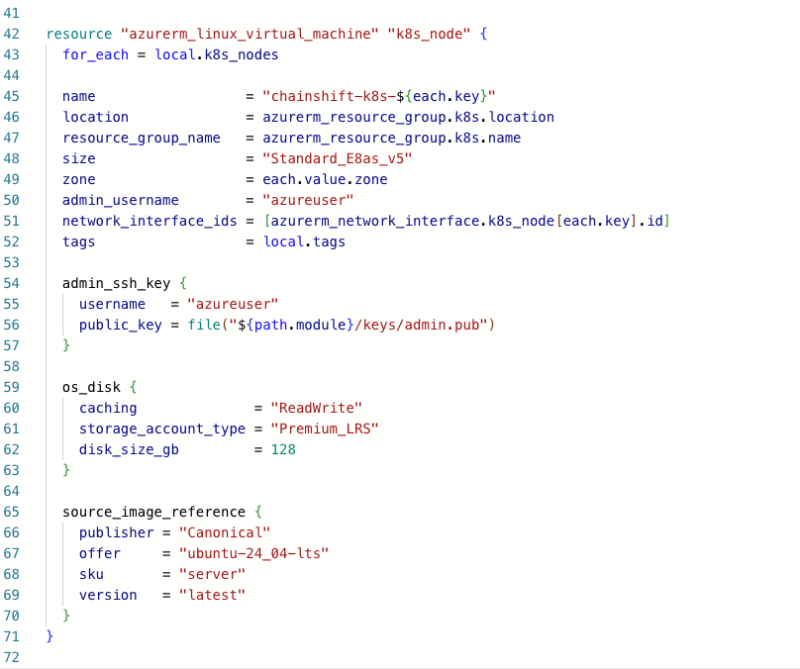 41
42 resource "azurerm_linux_virtual_machine" "k8s_node" {
43   for_each = local.k8s_nodes
44
45   name                  = "chainshift-k8s-${each.key}"
46   location              = azurerm_resource_group.k8s.location
47   resource_group_name   = azurerm_resource_group.k8s.name
48   size                  = "Standard_E8as_v5"
49   zone                  = each.value.zone
50   admin_username        = "azureuser"
51   network_interface_ids = [azurerm_network_interface.k8s_node[each.key].id]
52   tags                  = local.tags
53
54   admin_ssh_key {
55     username   = "azureuser"
56     public_key = file("${path.module}/keys/admin.pub")
57   }
58
59   os_disk {
60     caching              = "ReadWrite"
61     storage_account_type = "Premium_LRS"
62     disk_size_gb         = 128
63   }
64
65   source_image_reference {
66     publisher = "Canonical"
67     offer     = "ubuntu-24_04-lts"
68     sku       = "server"
69     version   = "latest"
70   }
71 }
72